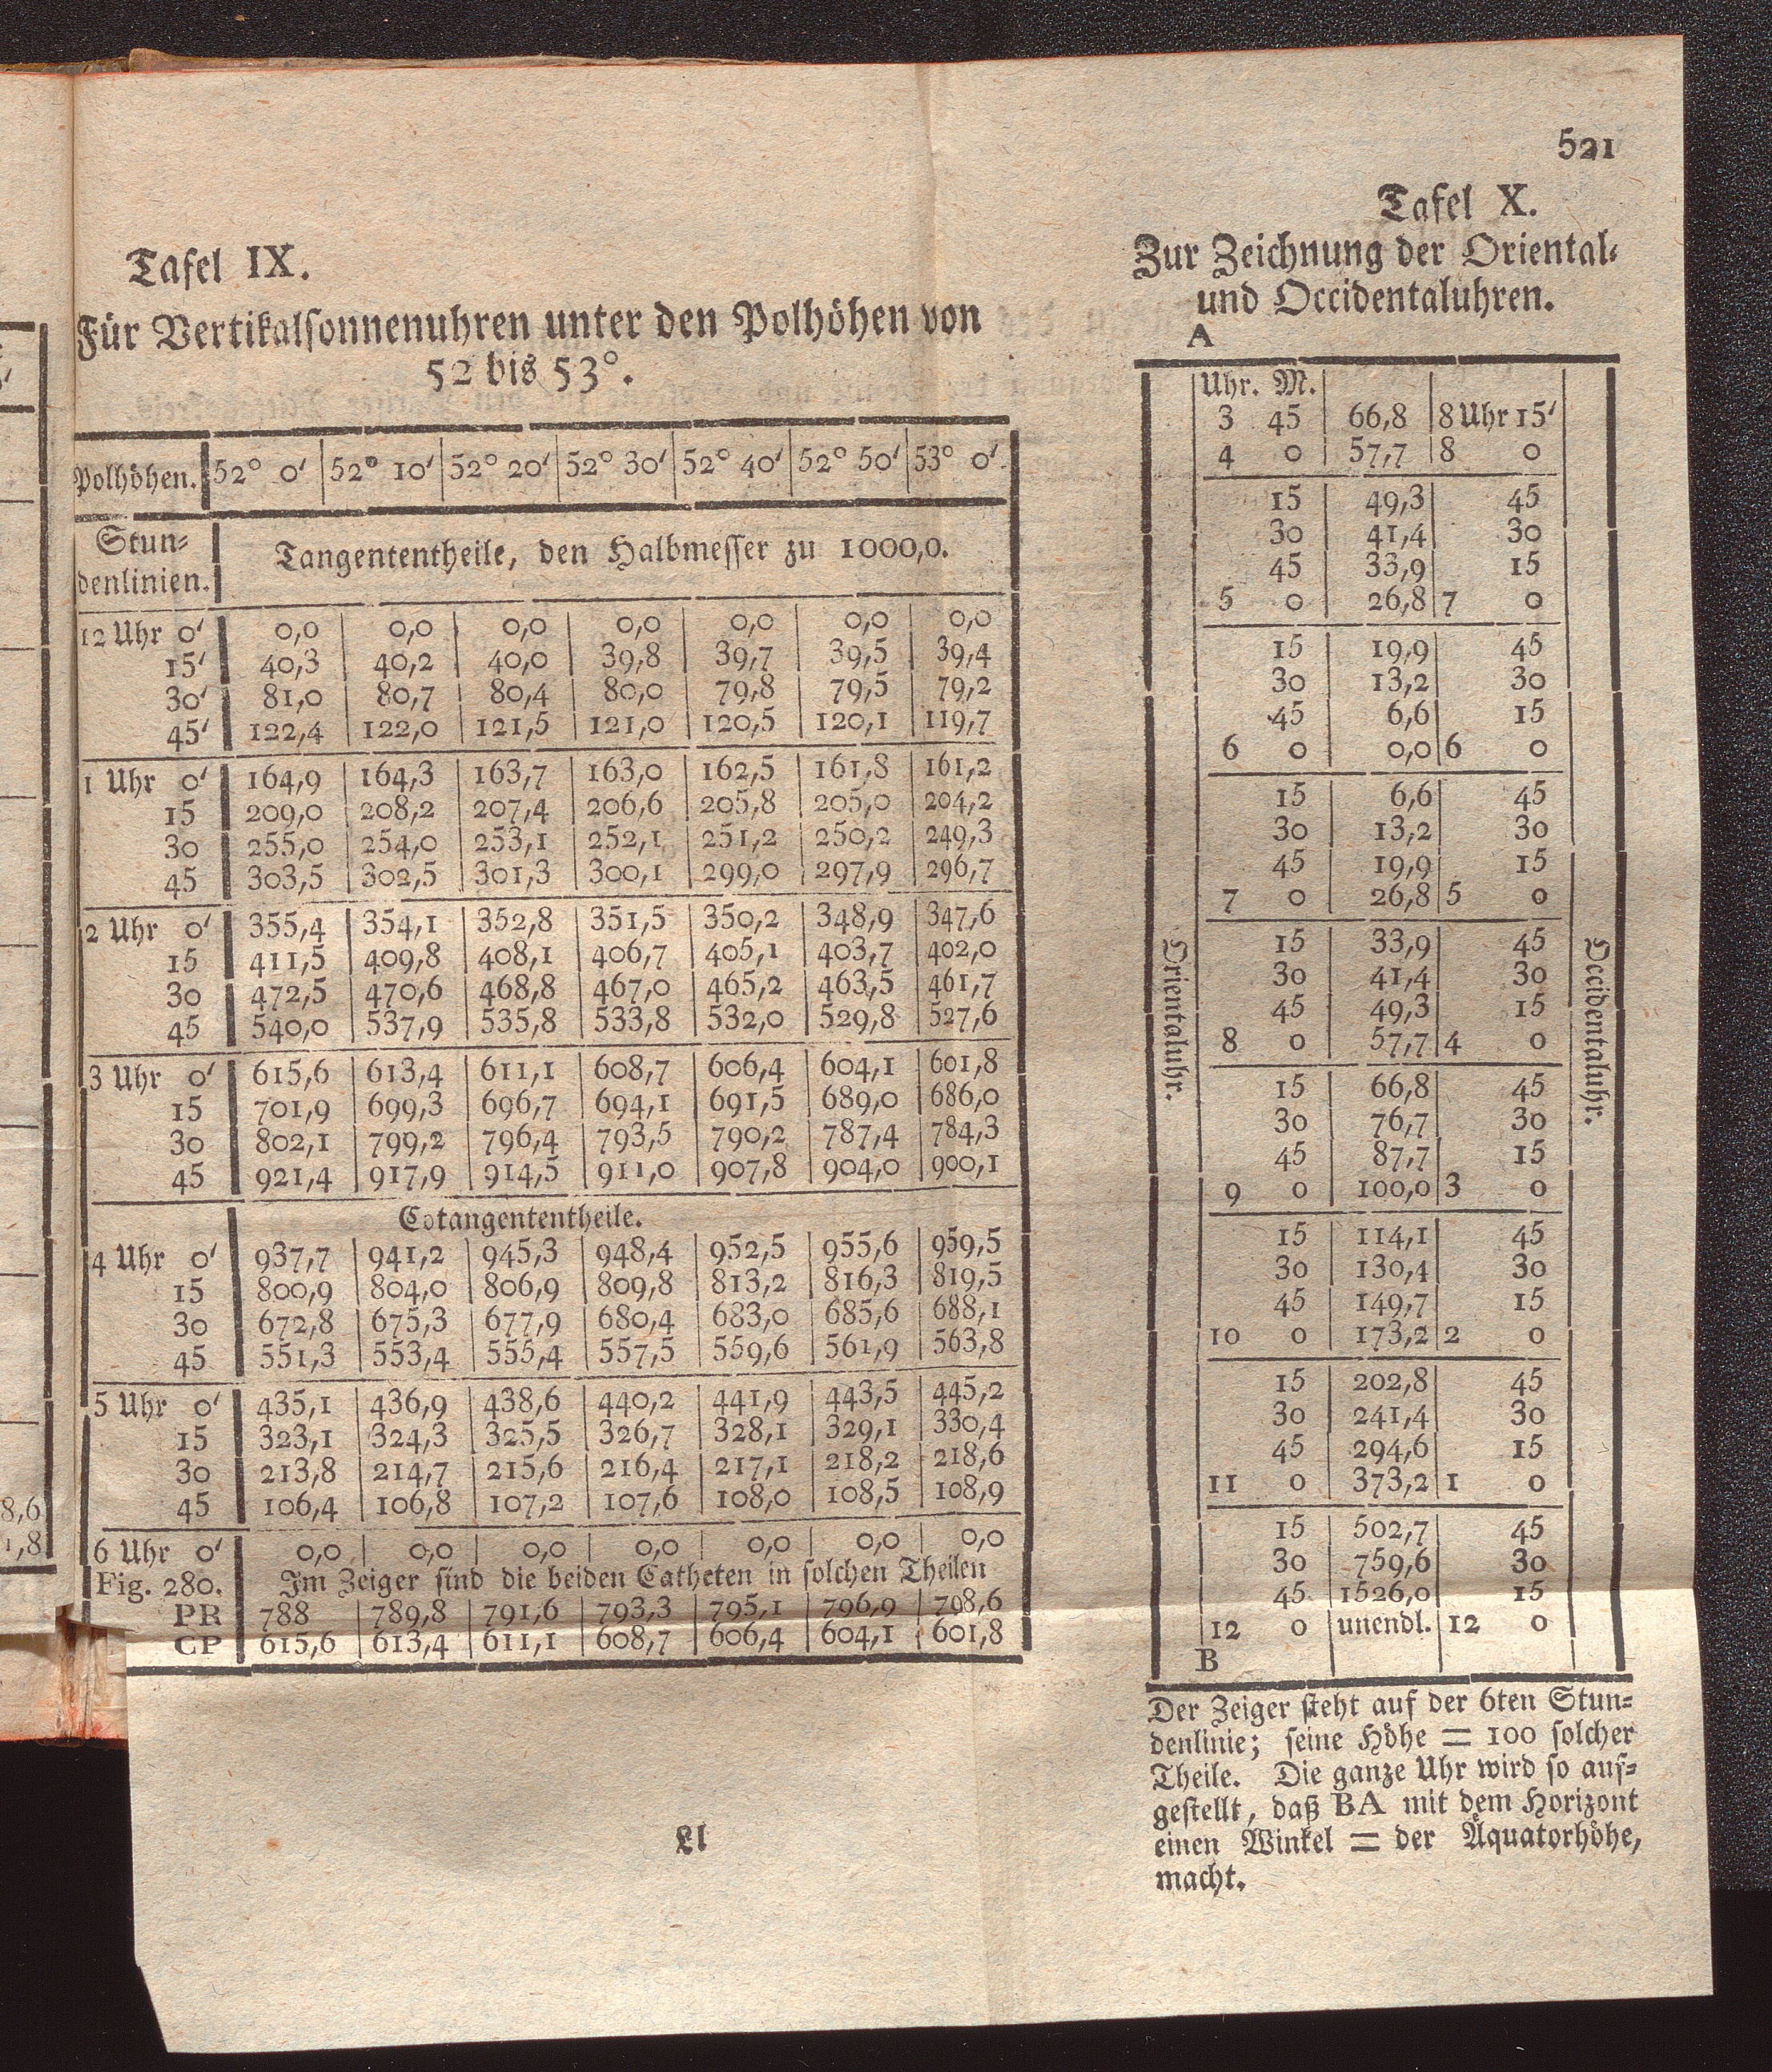 521
Tafel IX.
Für Vertikalsonnenuhren unter den Polhöhen von
52 bis 53°.
Polhöhen. 52° 0′ 52° 10′ 52° 20′ 52° 30′ 52° 40′ 52° 50′ 53° 0′
Stun=
denlinien.
Tangententheile, den Halbmesser zu 1000,0.
12 Uhr 0′ 0,0 0,0 0,0 0,0 0,0 0,0 0,0
15′ 40,3 40,2 40,0 39,8 39,7 39,5 39,4
30′ 81,0 80,7 80,4 80,0 79,8 79,5 79,2
45′ 122,4 122,0 121,5 121,0 120,5 120,1 119,7
1 Uhr 0′ 164,9 164,3 163,7 163,0 162,5 161,8 161,2
15 209,0 208,2 207,4 206,6 205,8 205,0 204,2
30 255,0 254,0 253,1 252,1 251,2 250,2 249,3
45 303,5 302,5 301,3 300,1 299,0 297,9 296,7
2 Uhr 0′ 355,4 354,1 352,8 351,5 350,2 348,9 347,6
15 411,5 409,8 408,1 406,7 405,1 403,7 402,0
30 472,5 470,6 468,8 467,0 465,2 463,5 461,7
45 540,0 537,9 535,8 533,8 532,0 529,8 527,6
3 Uhr 0′ 615,6 613,4 611,1 608,7 606,4 604,1 601,8
15 701,9 699,3 696,7 694,1 691,5 689,0 686,0
30 802,1 799,2 796,4 793,5 790,2 787,4 784,3
45 921,4 917,9 914,5 911,0 907,8 904,0 900,1
Cotangententheile.
4 Uhr 0′ 937,7 941,2 945,3 948,4 952,5 955,6 959,5
15 800,9 804,0 806,9 809,8 813,2 816,3 819,5
30 672,8 675,3 677,9 680,4 683,0 685,6 688,1
45 551,3 553,4 555,4 557,5 559,6 561,9 563,8
5 Uhr 0′ 435,1 436,9 438,6 440,2 441,9 443,5 445,2
15 323,1 324,3 325,5 326,7 328,1 329,1 330,4
30 213,8 214,7 215,6 216,4 217,1 218,2 218,6
45 106,4 106,8 107,2 107,6 108,0 108,5 108,9
6 Uhr 0′ 0,0 0,0 0,0 0,0 0,0 0,0 0,0
Fig. 280. Im Zeiger sind die beiden Catheten in solchen Theilen
PR 788 789,8 791,6 793,3 795,1 796,9 798,6
CP 615,6 613,4 611,1 608,7 606,4 604,1 601,8
Ll
Tafel X.
Zur Zeichnung der Oriental=
und Occidentaluhren.
A
Uhr. M.
3 45 66,8 8 Uhr 15′
4 0 57,7 8 0
15 49,3 45
30 41,4 30
45 33,9 15
5 0 26,8 7 0
15 19,9 45
30 13,2 30
45 6,6 15
6 0 0,0 6 0
15 6,6 45
30 13,2 30
45 19,9 15
7 0 26,8 5 0
15 33,9 45
30 41,4 30
45 49,3 15
8 0 57,7 4 0
15 66,8 45
30 76,7 30
45 87,7 15
9 0 100,0 3 0
15 114,1 45
30 130,4 30
45 149,7 15
10 0 173,2 2 0
15 202,8 45
30 241,4 30
45 294,6 15
11 0 373,2 1 0
15 502,7 45
30 759,6 30
45 1526,0 15
12 0 unendl. 12 0
B
Orientaluhr.
Occidentaluhr.
Der Zeiger steht auf der 6ten Stun=
denlinie; seine Höhe = 100 solcher
Theile. Die ganze Uhr wird so auf=
gestellt, daß BA mit dem Horizont
einen Winkel = der Äquatorhöhe,
macht.
8,6
1,8